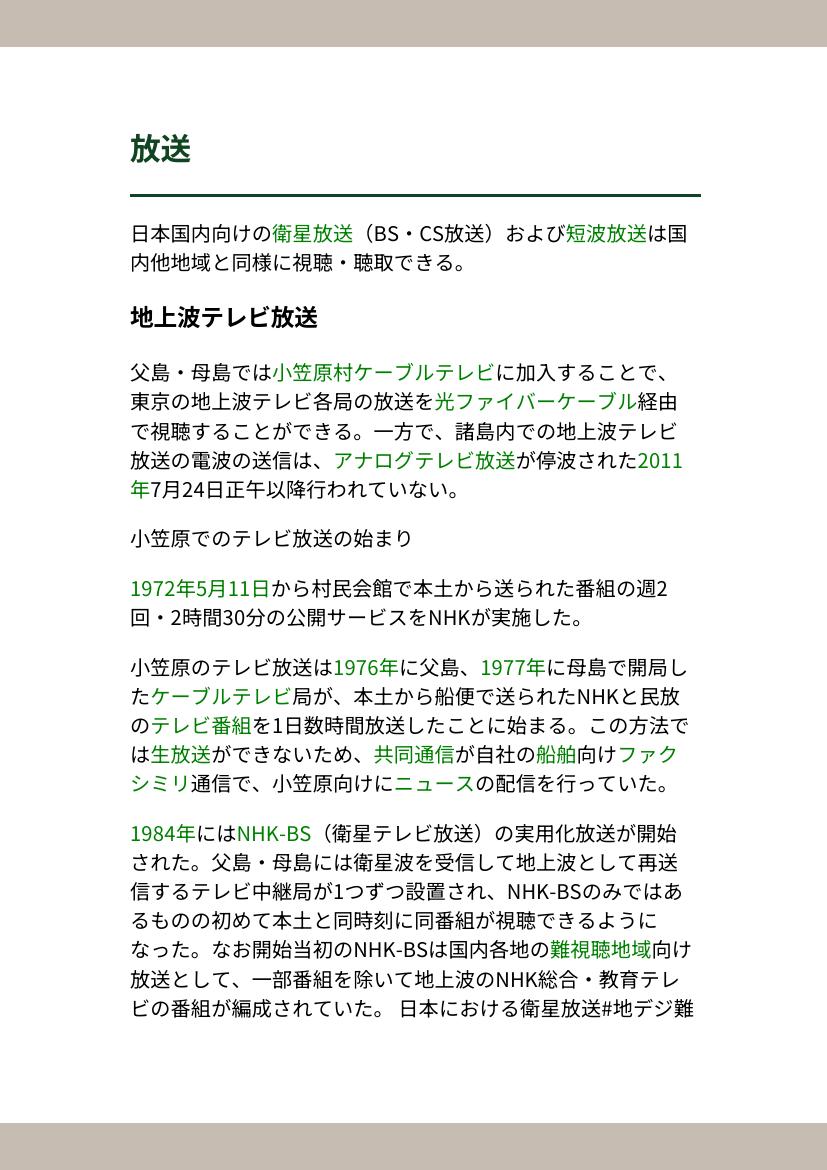 放送
日本国内向けの衛星放送（BS・CS放送）および短波放送は国
内他地域と同様に視聴・聴取できる。
地上波テレビ放送
父島・母島では小笠原村ケーブルテレビに加入することで、
東京の地上波テレビ各局の放送を光ファイバーケーブル経由
で視聴することができる。一方で、諸島内での地上波テレビ
放送の電波の送信は、アナログテレビ放送が停波された2011
年7月24日正午以降行われていない。
小笠原でのテレビ放送の始まり
1972年5月11日から村民会館で本土から送られた番組の週2
回・2時間30分の公開サービスをNHKが実施した。
小笠原のテレビ放送は1976年に父島、1977年に母島で開局し
たケーブルテレビ局が、本土から船便で送られたNHKと民放
のテレビ番組を1日数時間放送したことに始まる。この方法で
は生放送ができないため、共同通信が自社の船舶向けファク
シミリ通信で、小笠原向けにニュースの配信を行っていた。
1984年にはNHK-BS（衛星テレビ放送）の実用化放送が開始
された。父島・母島には衛星波を受信して地上波として再送
信するテレビ中継局が1つずつ設置され、NHK-BSのみではあ
るものの初めて本土と同時刻に同番組が視聴できるように
なった。なお開始当初のNHK-BSは国内各地の難視聴地域向け
放送として、一部番組を除いて地上波のNHK総合・教育テレ
ビの番組が編成されていた。 日本における衛星放送#地デジ難